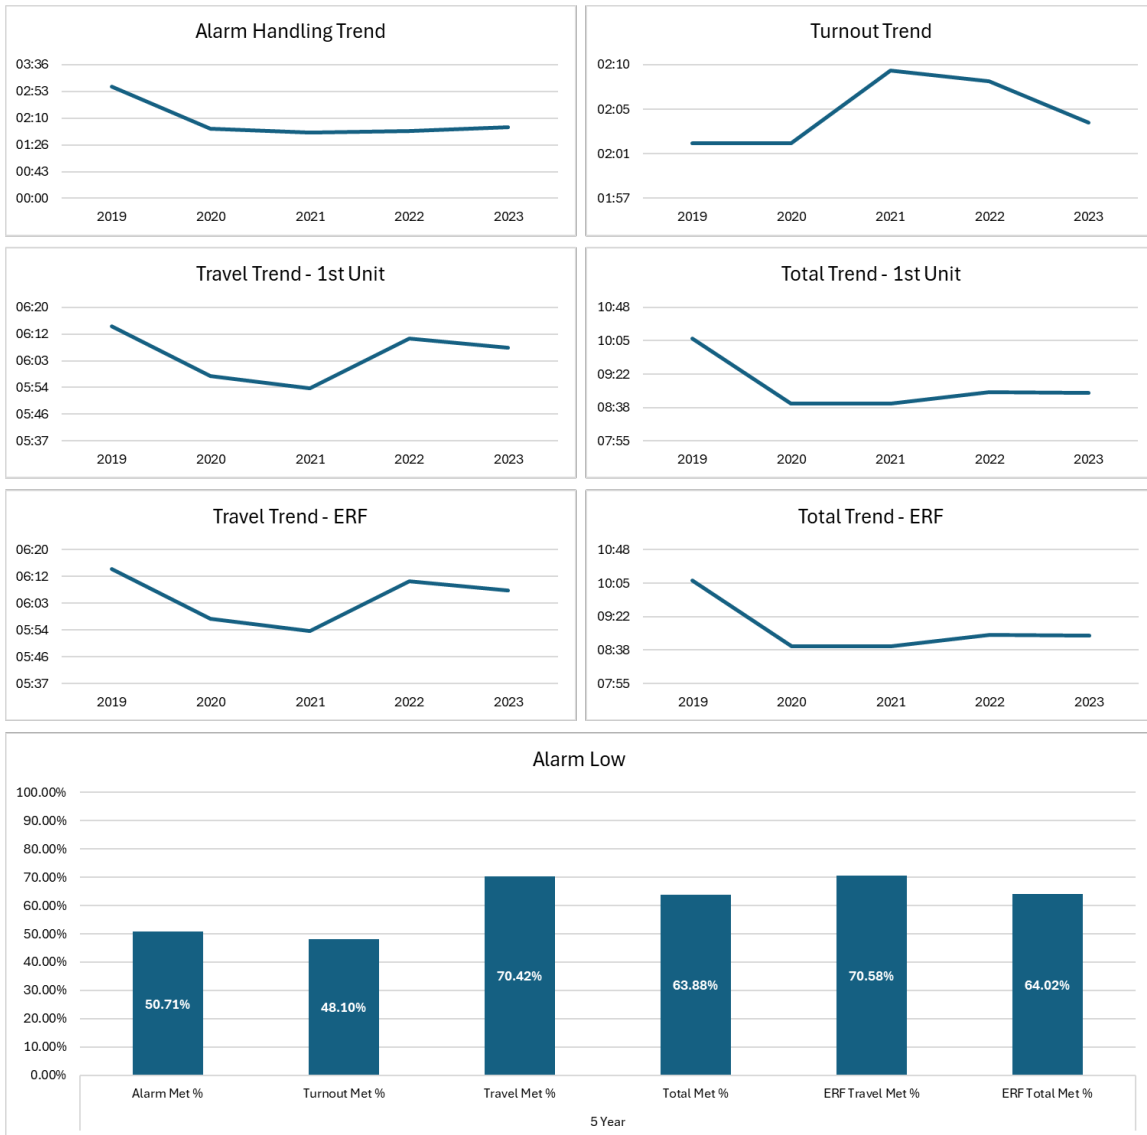 Alarm Handling Trend
03:36
02:53
02:10
01:26
00:43
00:00
2019 2020 2021 2022 2023
Turnout Trend
02:10
02:05
02:01
01:57
2019 2020 2021 2022 2023
Travel Trend - 1st Unit
06:20
06:12
06:03
05:54
05:46
05:37
2019 2020 2021 2022 2023
Total Trend - 1st Unit
10:48
10:05
09:22
08:38
07:55
2019 2020 2021 2022 2023
Travel Trend - ERF
06:20
06:12
06:03
05:54
05:46
05:37
2019 2020 2021 2022 2023
Total Trend - ERF
10:48
10:05
09:22
08:38
07:55
2019 2020 2021 2022 2023
Alarm Low
100.00%
90.00%
80.00%
70.00%
60.00%
50.00%
40.00%
30.00%
20.00%
10.00%
0.00%
50.71% 48.10% 70.42% 63.88% 70.58% 64.02%
Alarm Met % Turnout Met % Travel Met % Total Met % ERF Travel Met % ERF Total Met %
5 Year